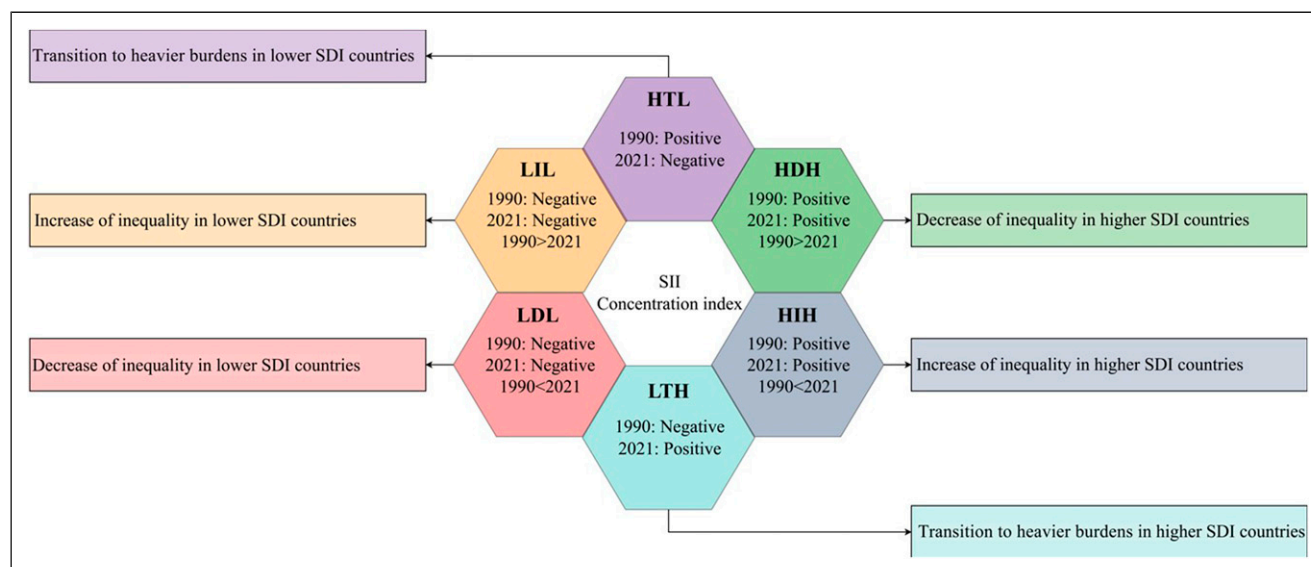 Transition to heavier burdens in lower SDI countries
HTL
1990: Positive
2021: Negative
LIL
1990: Negative
2021: Negative
1990>2021
HDH
1990: Positive
2021: Positive
1990>2021
Increase of inequality in lower SDI countries
Decrease of inequality in higher SDI countries
SII
Concentration index
LDL
1990: Negative
2021: Negative
1990<2021
HIH
1990: Positive
2021: Positive
1990<2021
Decrease of inequality in lower SDI countries
Increase of inequality in higher SDI countries
LTH
1990: Negative
2021: Positive
Transition to heavier burdens in higher SDI countries